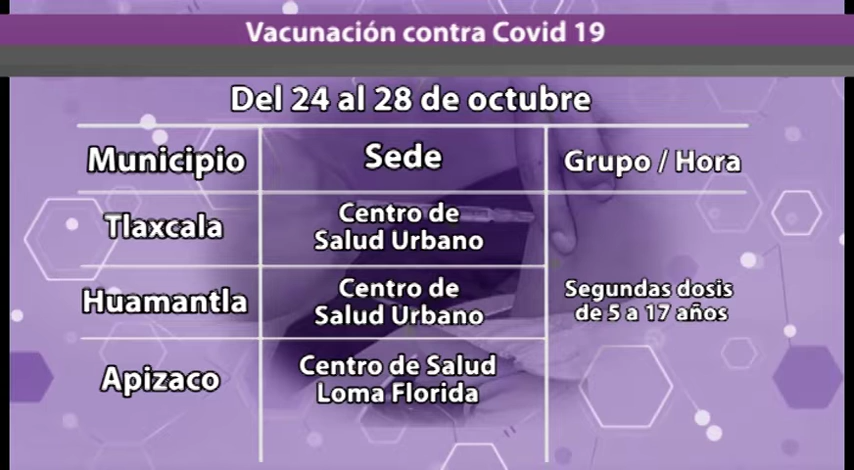 Vacunación contra Covid 19
Del 24 al 28 de octubre
Municipio
Sede
Grupo / Hora
Tlaxcala
Centro de
Salud Urbano
Huamantla
Centro de
Salud Urbano
Segundas dosis
de 5 a 17 años
Apizaco
Centro de Salud
Loma Florida